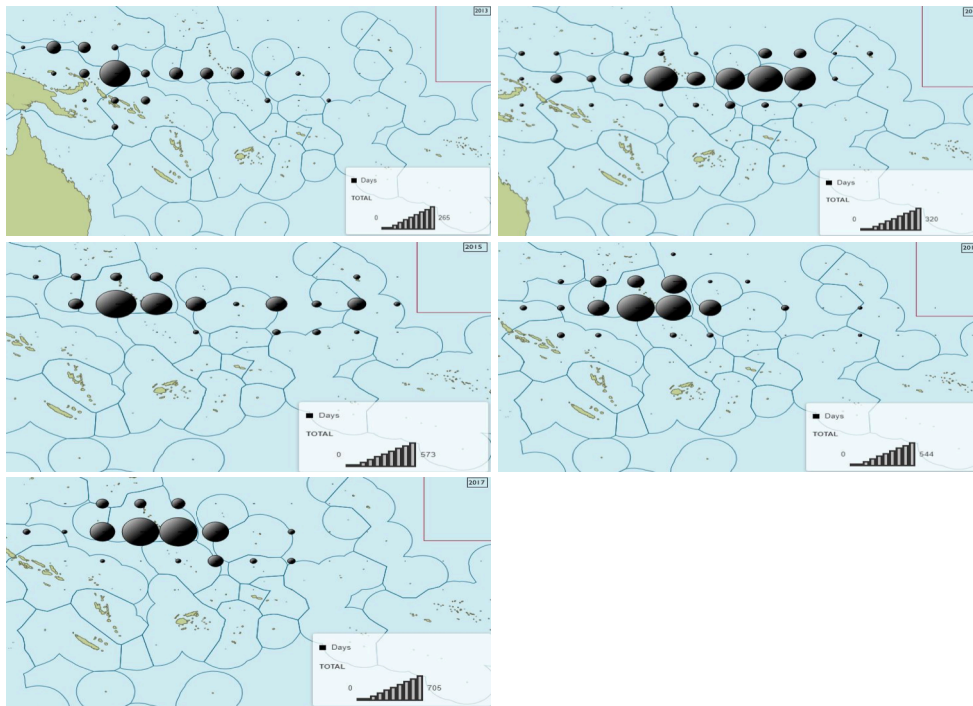 2013
Days
TOTAL
0 265
Days
TOTAL
0 320
2015
Days
TOTAL
0 573
Days
TOTAL
0 544
2017
Days
TOTAL
0 705